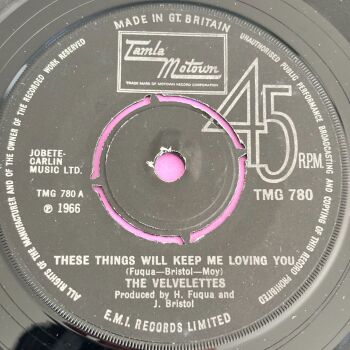 MADE IN GT. BRITAIN
ALL RIGHTS OF THE MANUFACTURER AND OF THE OWNER OF THE RECORDED WORK RESERVED
UNAUTHORISED PUBLIC PERFORMANCE BROADCASTING AND COPYING OF THIS RECORD PROHIBITED
Tamla
Motown
TRADE MARK OF MOTOWN RECORD CORPORATION
45
RPM
JOBETE-
CARLIN
MUSIC LTD.
TMG 780
TMG 780 A
℗ 1966
THESE THINGS WILL KEEP ME LOVING YOU
(Fuqua-Bristol-Moy)
THE VELVELETTES
Produced by H. Fuqua and
J. Bristol
E.M.I. RECORDS LIMITED